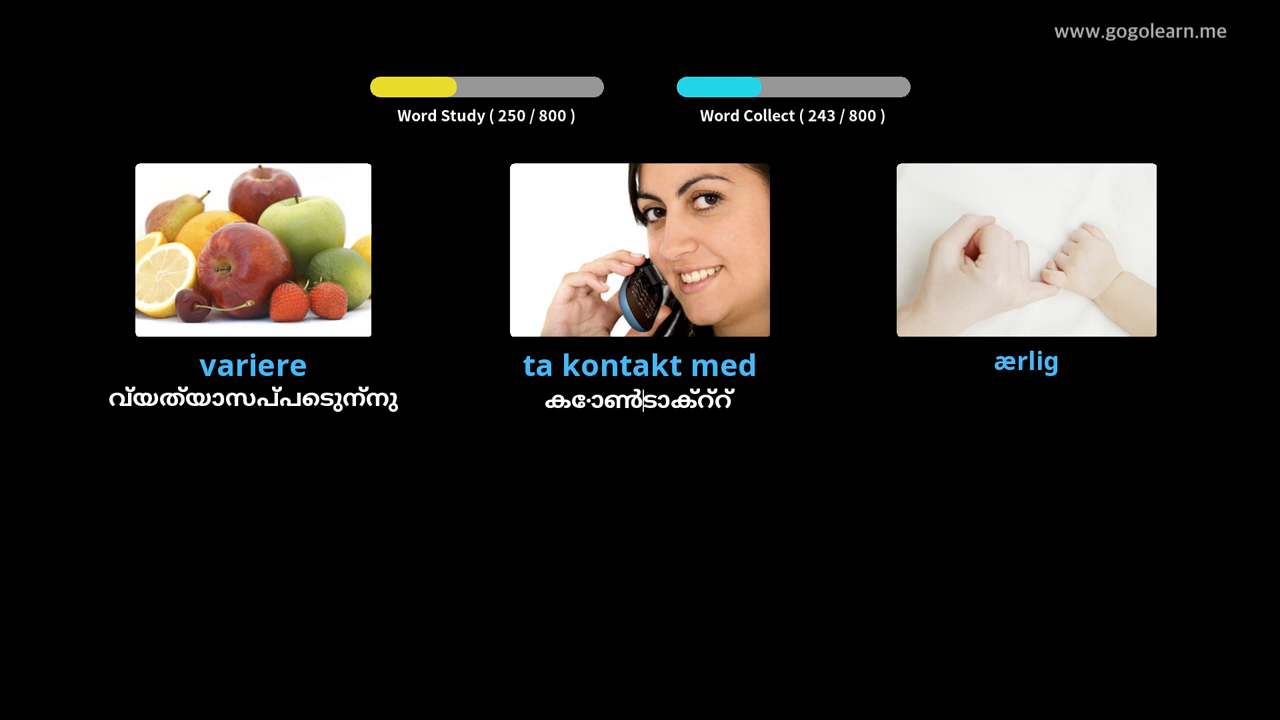 www.gogolearn.me
Word Study ( 250 / 800 )
Word Collect ( 243 / 800 )
variere
വ്യത്യാസപ്പടെുന്നു
ta kontakt med
കോൺടാക്റ്റ്
ærlig